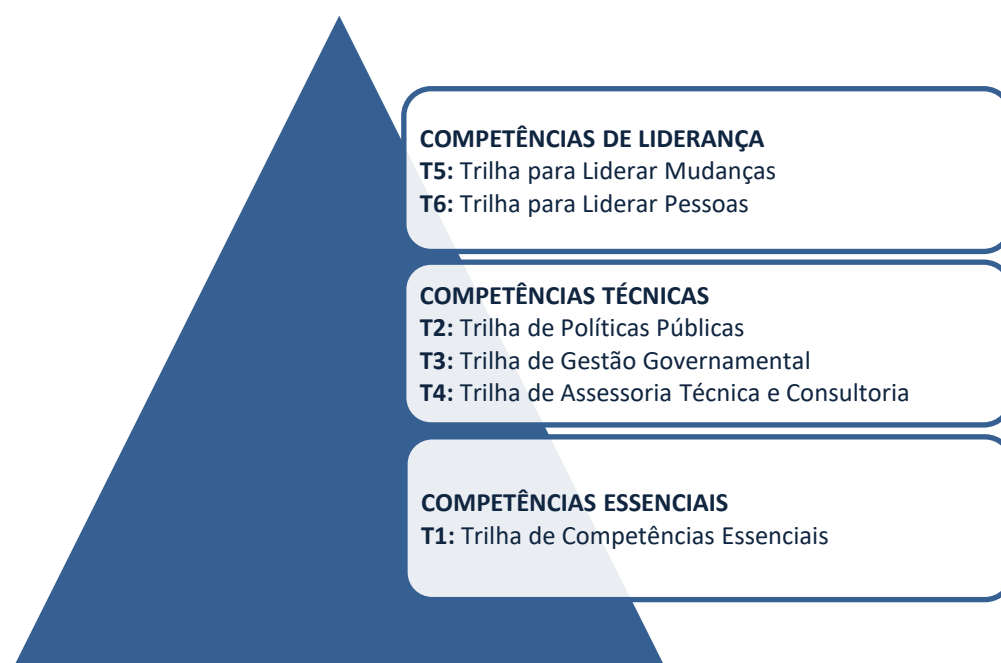 COMPETÊNCIAS DE LIDERANÇA
T5: Trilha para Liderar Mudanças
T6: Trilha para Liderar Pessoas
COMPETÊNCIAS TÉCNICAS
T2: Trilha de Políticas Públicas
T3: Trilha de Gestão Governamental
T4: Trilha de Assessoria Técnica e Consultoria
COMPETÊNCIAS ESSENCIAIS
T1: Trilha de Competências Essenciais